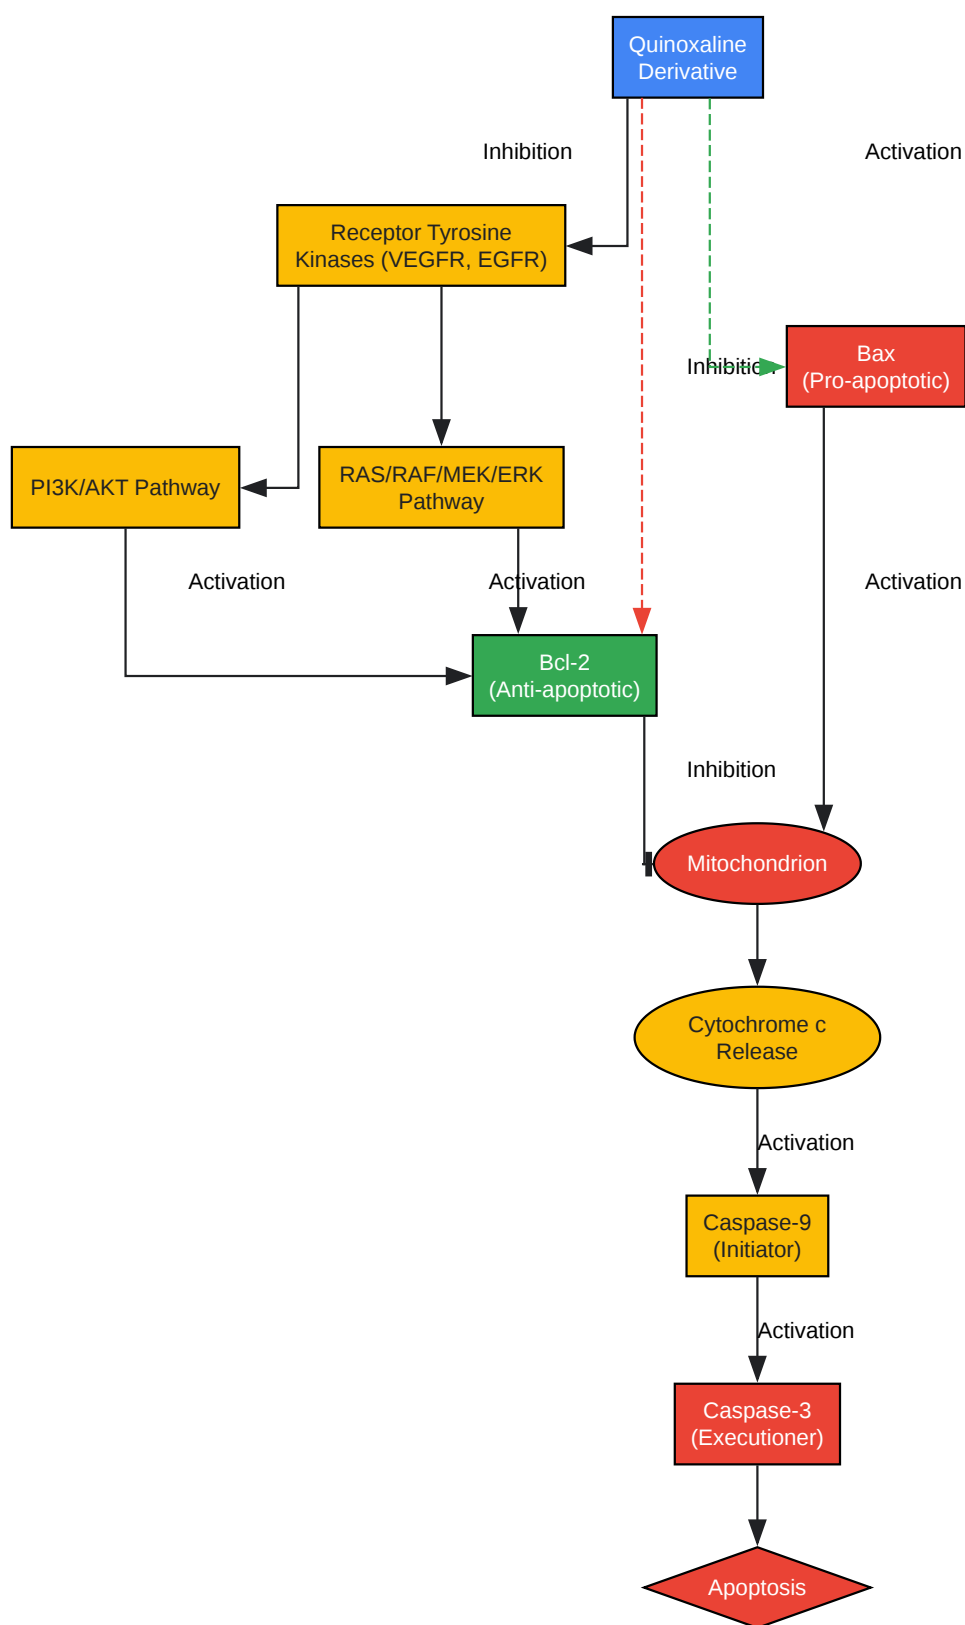 Quinoxaline
Derivative
Inhibition
Activation
Receptor Tyrosine
Kinases (VEGFR, EGFR)
Inhibition
Bax
(Pro-apoptotic)
PI3K/AKT Pathway
RAS/RAF/MEK/ERK
Pathway
Activation
Activation
Activation
Bcl-2
(Anti-apoptotic)
Inhibition
Mitochondrion
Cytochrome c
Release
Activation
Caspase-9
(Initiator)
Activation
Caspase-3
(Executioner)
Apoptosis